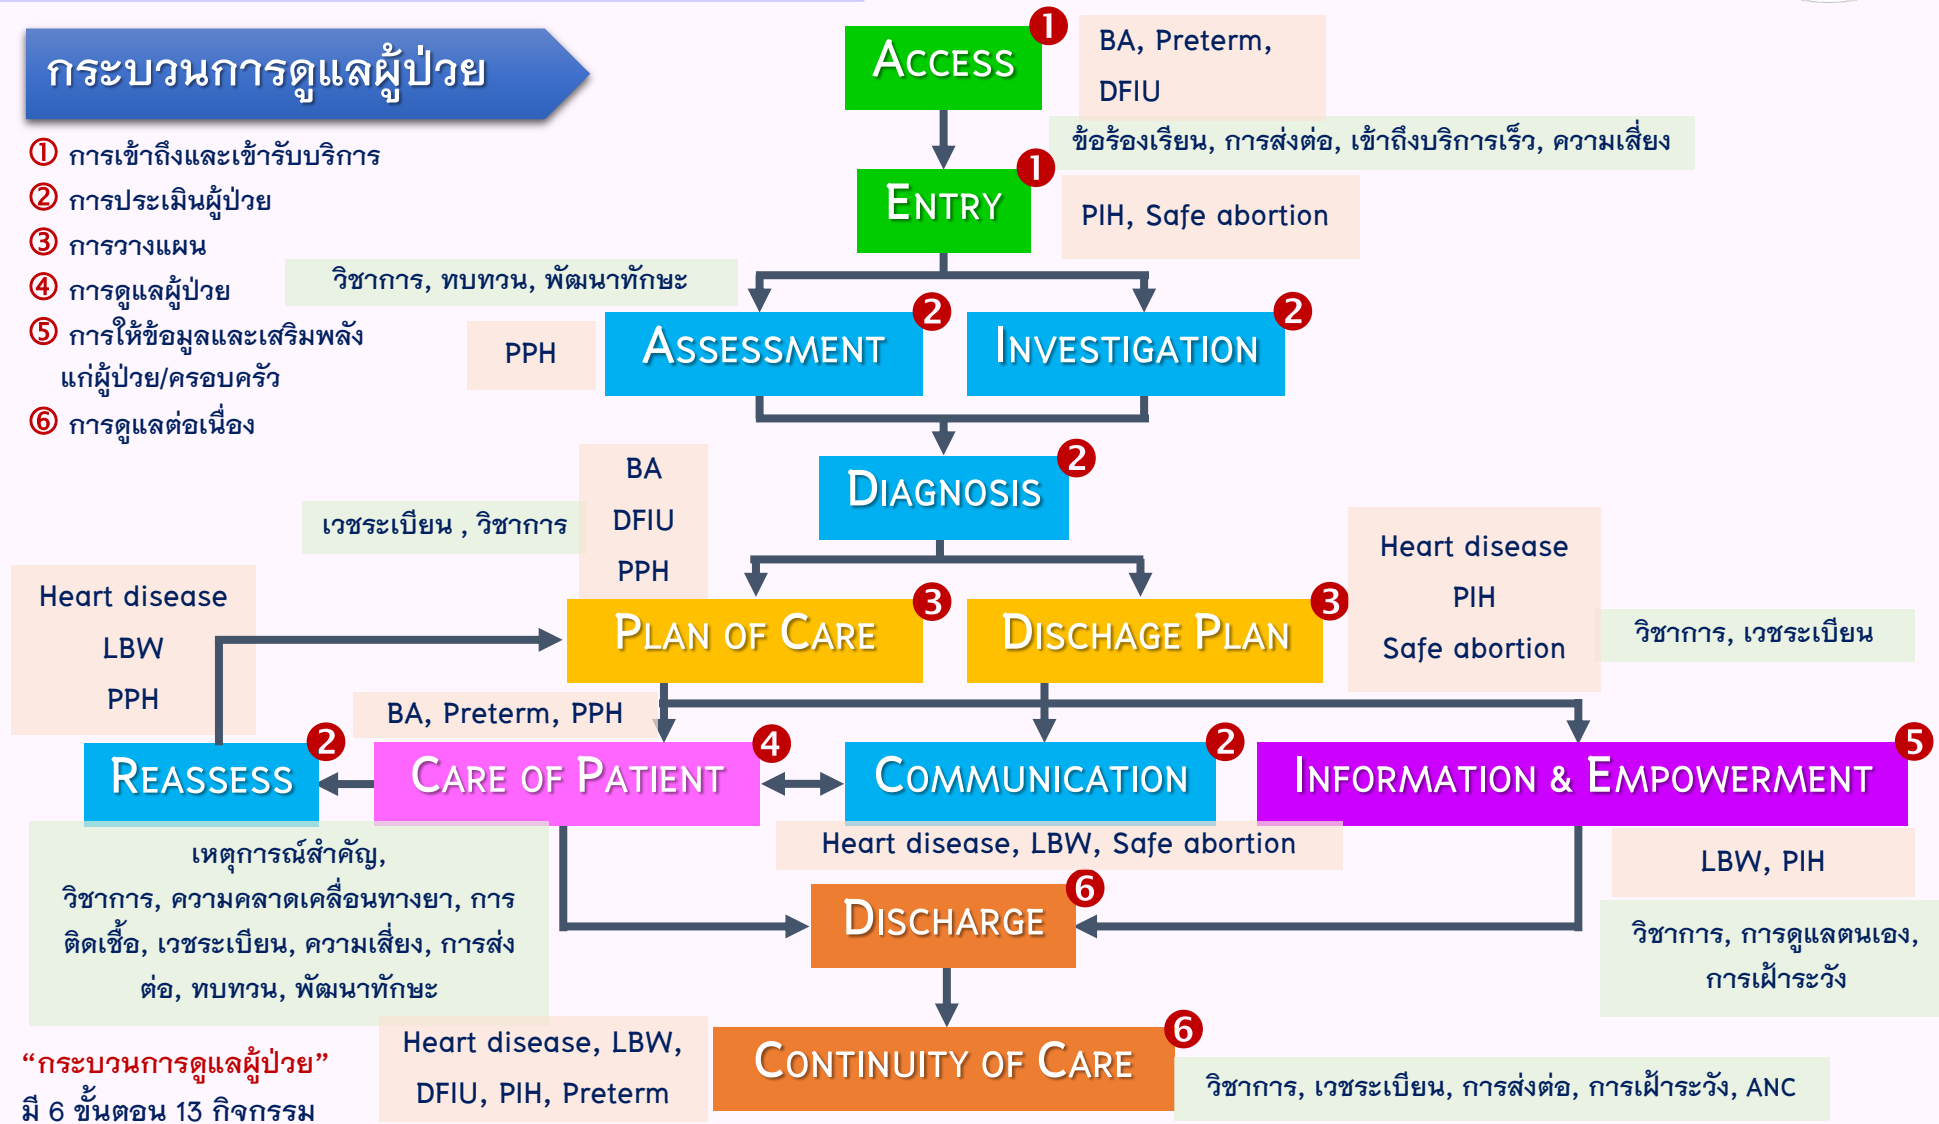 กระบวนการดูแลผู้ป่วย
① การเข้าถึงและเข้ารับบริการ
② การประเมินผู้ป่วย
③ การวางแผน
④ การดูแลผู้ป่วย
⑤ การให้ข้อมูลและเสริมพลัง
แก่ผู้ป่วย/ครอบครัว
⑥ การดูแลต่อเนื่อง
ACCESS
1
BA, Preterm,
DFIU
ข้อร้องเรียน, การส่งต่อ, เข้าถึงบริการเร็ว, ความเสี่ยง
ENTRY
1
PIH, Safe abortion
วิชาการ, ทบทวน, พัฒนาทักษะ
PPH
ASSESSMENT
2
INVESTIGATION
2
DIAGNOSIS
2
เวชระเบียน , วิชาการ
BA
DFIU
PPH
PLAN OF CARE
3
DISCHAGE PLAN
3
Heart disease
PIH
Safe abortion
วิชาการ, เวชระเบียน
Heart disease
LBW
PPH
BA, Preterm, PPH
REASSESS
2
CARE OF PATIENT
4
COMMUNICATION
2
INFORMATION & EMPOWERMENT
5
เหตุการณ์สำคัญ,
วิชาการ, ความคลาดเคลื่อนทางยา, การ
ติดเชื้อ, เวชระเบียน, ความเสี่ยง, การส่ง
ต่อ, ทบทวน, พัฒนาทักษะ
Heart disease, LBW, Safe abortion
LBW, PIH
วิชาการ, การดูแลตนเอง,
การเฝ้าระวัง
DISCHARGE
6
Heart disease, LBW,
DFIU, PIH, Preterm
CONTINUITY OF CARE
6
วิชาการ, เวชระเบียน, การส่งต่อ, การเฝ้าระวัง, ANC
“กระบวนการดูแลผู้ป่วย”
มี 6 ขั้นตอน 13 กิจกรรม